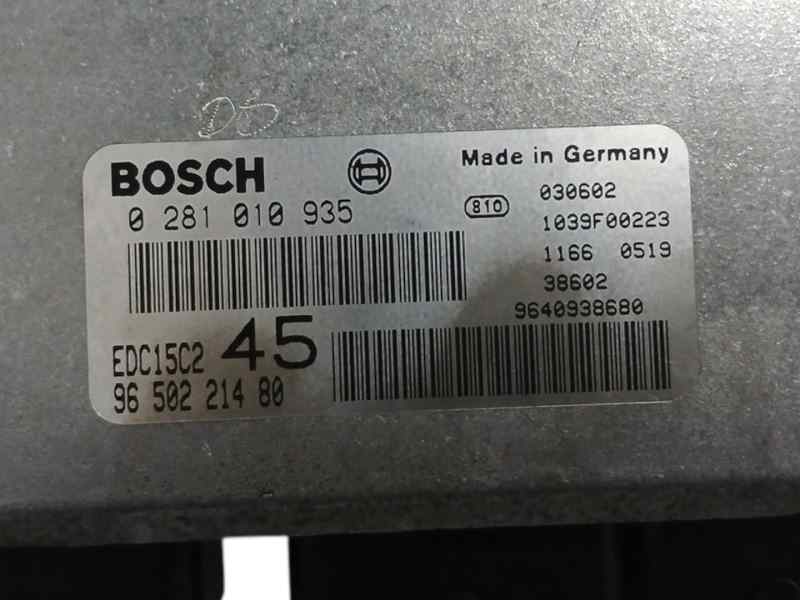 BOSCH
Made in Germany
0 281 010 935
810
030602
1039F00223
1166 0519
38602
9640938680
EDC15C2 45
96 502 214 80